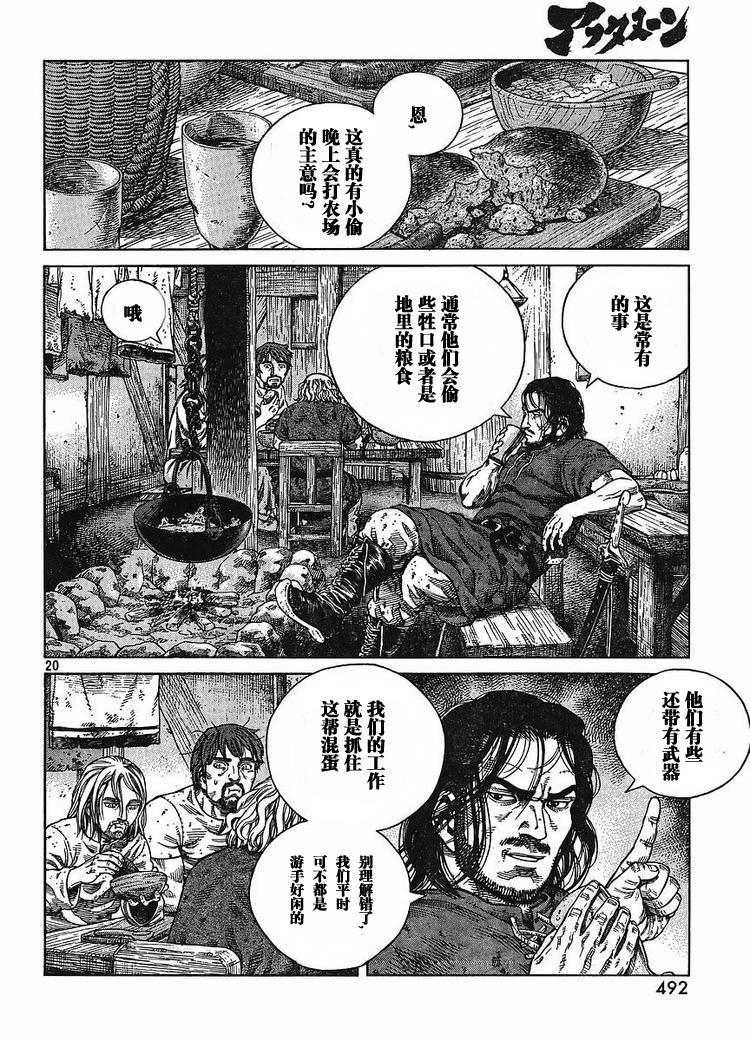 アフタヌーン
恩,
这真的有小偷
晚上会打农场
的主意吗?
这是常有
的事
通常他们会偷
些牲口或者是
地里的粮食
哦
20
他们有些
还带有武器
我们的工作
就是抓住
这帮混蛋
别理解错了,
我们平时
可不都是
游手好闲的
492